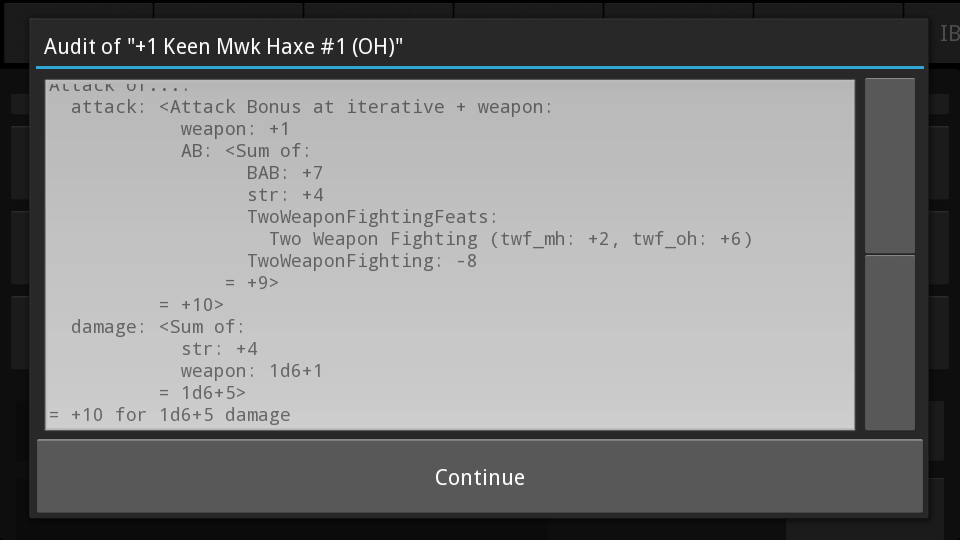 IB
Audit of "+1 Keen Mwk Haxe #1 (OH)"
Attack of....
attack: <Attack Bonus at iterative + weapon:
weapon: +1
AB: <Sum of:
BAB: +7
str: +4
TwoWeaponFightingFeats:
Two Weapon Fighting (twf_mh: +2, twf_oh: +6)
TwoWeaponFighting: -8
= +9>
= +10>
damage: <Sum of:
str: +4
weapon: 1d6+1
= 1d6+5>
= +10 for 1d6+5 damage
Continue